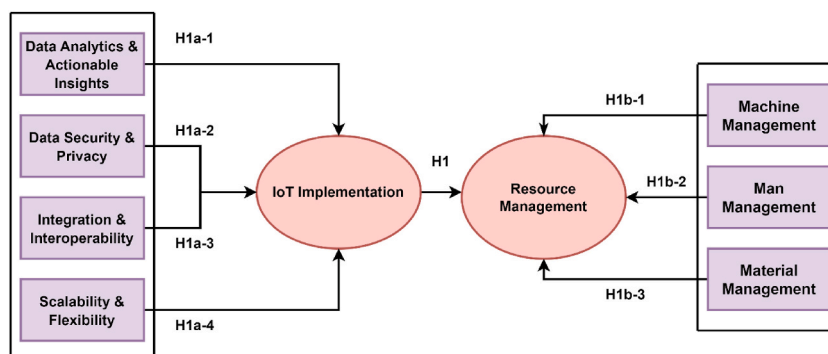 Data Analytics &
Actionable
Insights
H1a-1
Data Security &
Privacy
H1a-2
Integration &
Interoperability
H1a-3
Scalability &
Flexibility
H1a-4
IoT Implementation
H1
Resource
Management
H1b-1
Machine
Management
H1b-2
Man
Management
H1b-3
Material
Management